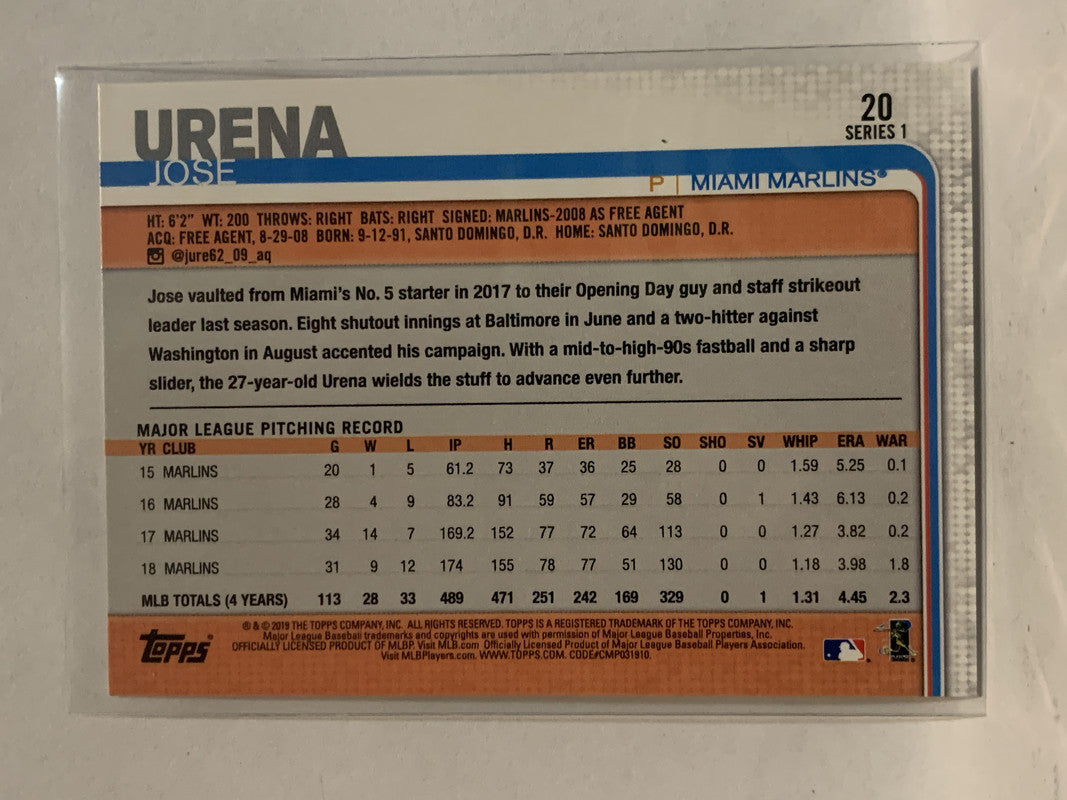 URENA
JOSE
20
SERIES 1
P | MIAMI MARLINS®
HT: 6'2" WT: 200 THROWS: RIGHT BATS: RIGHT SIGNED: MARLINS-2008 AS FREE AGENT
ACQ: FREE AGENT, 8-29-08 BORN: 9-12-91, SANTO DOMINGO, D.R. HOME: SANTO DOMINGO, D.R.
@jure62_09_aq
Jose vaulted from Miami's No. 5 starter in 2017 to their Opening Day guy and staff strikeout
leader last season. Eight shutout innings at Baltimore in June and a two-hitter against
Washington in August accented his campaign. With a mid-to-high-90s fastball and a sharp
slider, the 27-year-old Urena wields the stuff to advance even further.
MAJOR LEAGUE PITCHING RECORD
YR CLUB G W L IP H R ER BB SO SHO SV WHIP ERA WAR
15 MARLINS 20 1 5 61.2 73 37 36 25 28 0 0 1.59 5.25 0.1
16 MARLINS 28 4 9 83.2 91 59 57 29 58 0 1 1.43 6.13 0.2
17 MARLINS 34 14 7 169.2 152 77 72 64 113 0 0 1.27 3.82 0.2
18 MARLINS 31 9 12 174 155 78 77 51 130 0 0 1.18 3.98 1.8
MLB TOTALS (4 YEARS) 113 28 33 489 471 251 242 169 329 0 1 1.31 4.45 2.3
Topps®
® & © 2019 THE TOPPS COMPANY, INC. ALL RIGHTS RESERVED. TOPPS IS A REGISTERED TRADEMARK OF THE TOPPS COMPANY, INC.
Major League Baseball trademarks and copyrights are used with permission of Major League Baseball Properties, Inc.
OFFICIALLY LICENSED PRODUCT OF MLBP. Visit MLB.com Officially Licensed Product of Major League Baseball Players Association.
Visit MLBPlayers.com. WWW.TOPPS.COM. CODE#CMP031910.